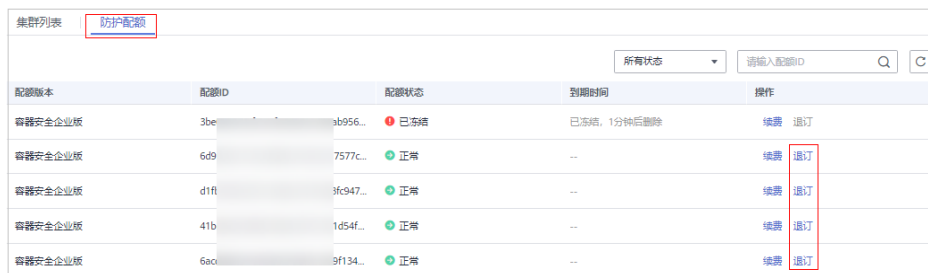 集群列表 防护配额
所有状态 请输入配额ID
配额版本 配额ID 配额状态 到期时间 操作
容器安全企业版 3be ab956... 已冻结 已冻结，1分钟后删除 续费 退订
容器安全企业版 6d9 7577c... 正常 -- 续费 退订
容器安全企业版 d1f 3fc947... 正常 -- 续费 退订
容器安全企业版 41b 1d54f... 正常 -- 续费 退订
容器安全企业版 6ac 9f134... 正常 -- 续费 退订